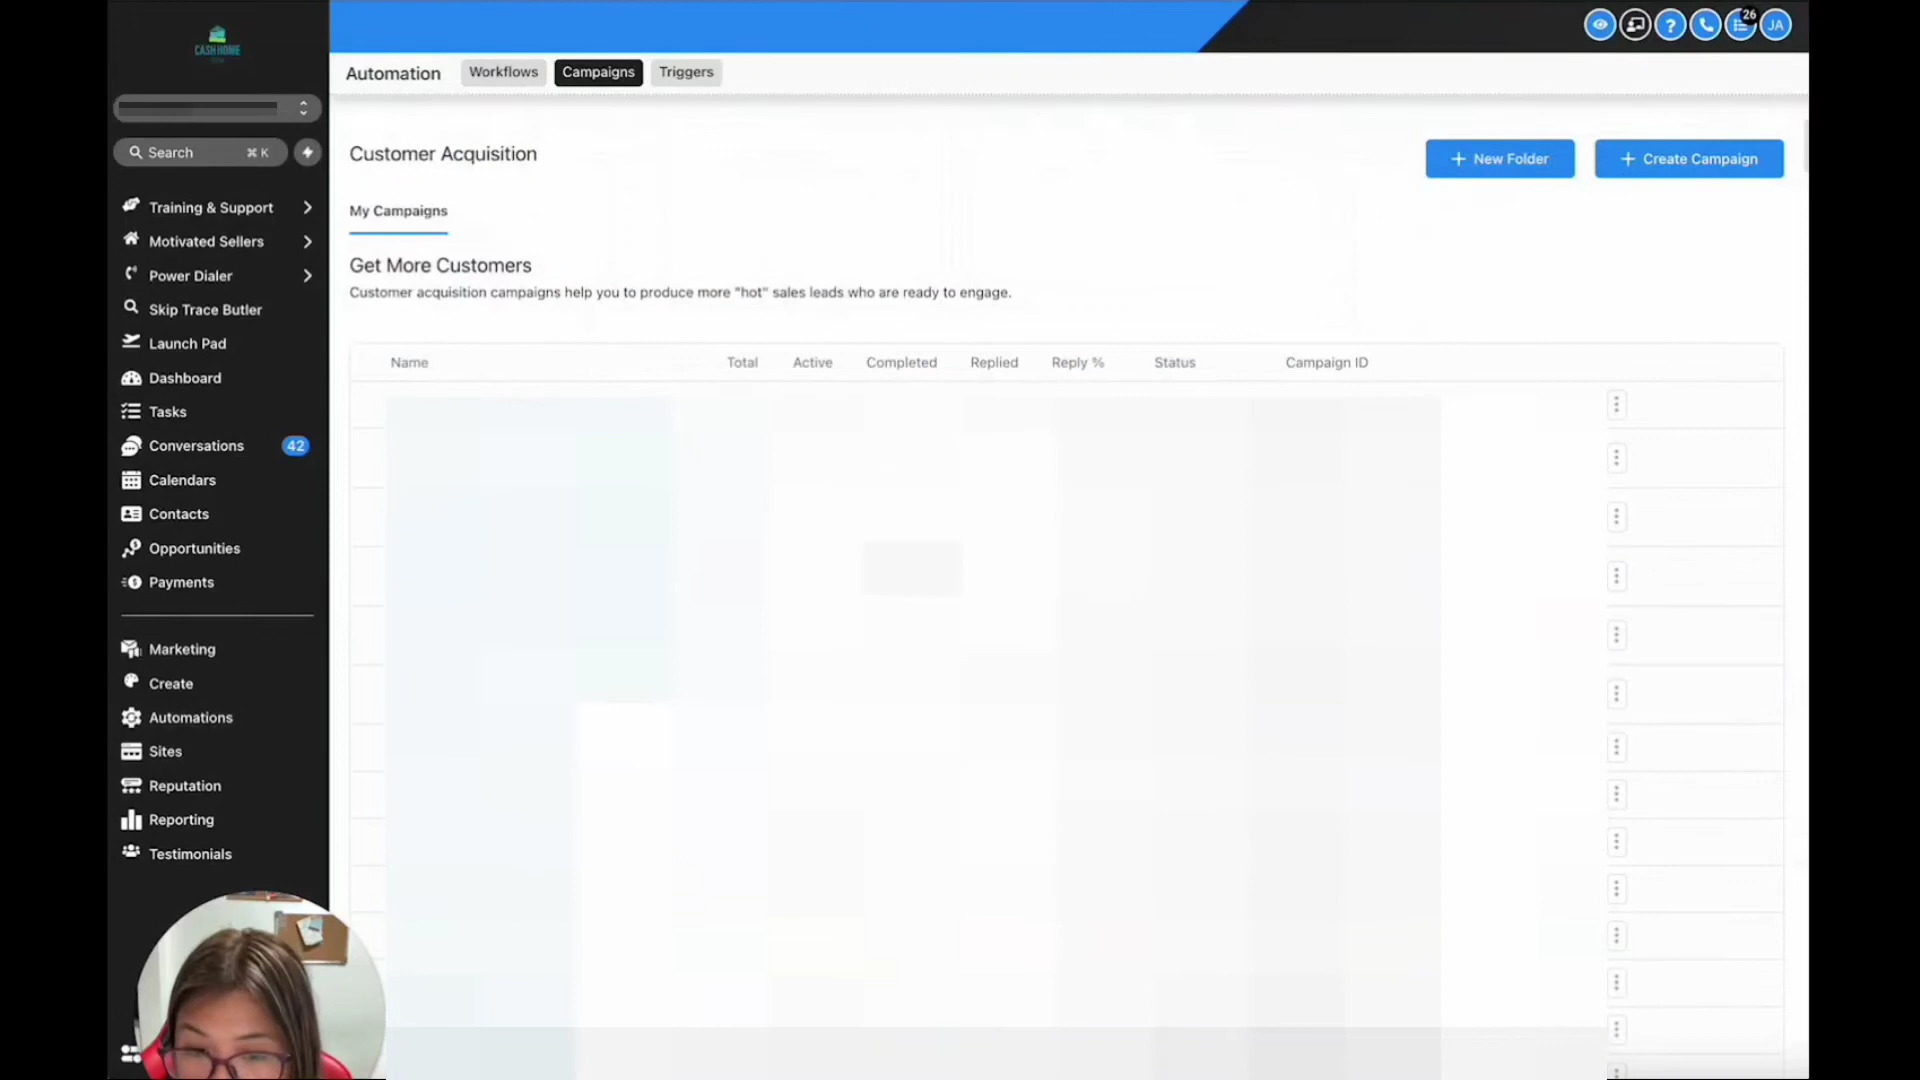 CASH HOME
Search
⌘ K
Training & Support
Motivated Sellers
Power Dialer
Skip Trace Butler
Launch Pad
Dashboard
Tasks
Conversations 42
Calendars
Contacts
Opportunities
Payments
Marketing
Create
Automations
Sites
Reputation
Reporting
Testimonials
26
JA
Automation Workflows Campaigns Triggers
Customer Acquisition
+ New Folder
+ Create Campaign
My Campaigns
Get More Customers
Customer acquisition campaigns help you to produce more "hot" sales leads who are ready to engage.
Name Total Active Completed Replied Reply % Status Campaign ID